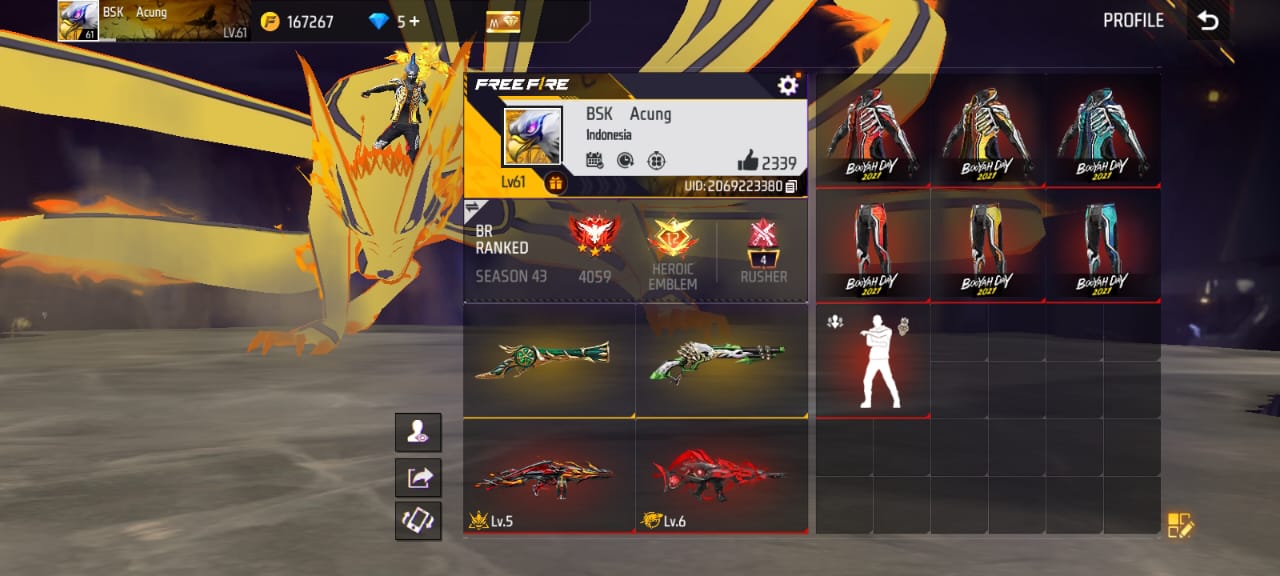 BSK Acung
61
LV.61
167267
5 +
M
PROFILE
FREE FIRE
BSK Acung
Indonesia
2339
Lv61
UID:2069223380
BR
RANKED
SEASON 43
4059
12
HEROIC
EMBLEM
4
RUSHER
Lv.5
Lv.6
BOOYAH DAY
2021
BOOYAH DAY
2021
BOOYAH DAY
2021
BOOYAH DAY
2021
BOOYAH DAY
2021
BOOYAH DAY
2021